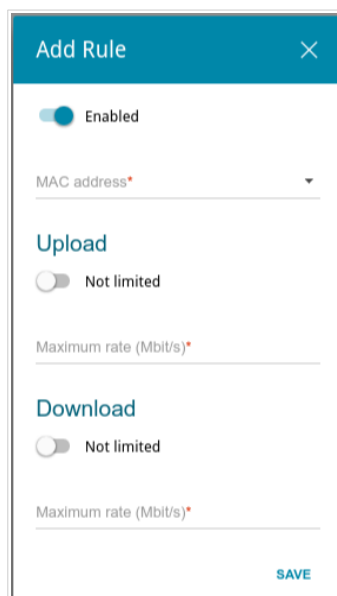 Add Rule
Enabled
MAC address*
Upload
Not limited
Maximum rate (Mbit/s)*
Download
Not limited
Maximum rate (Mbit/s)*
SAVE